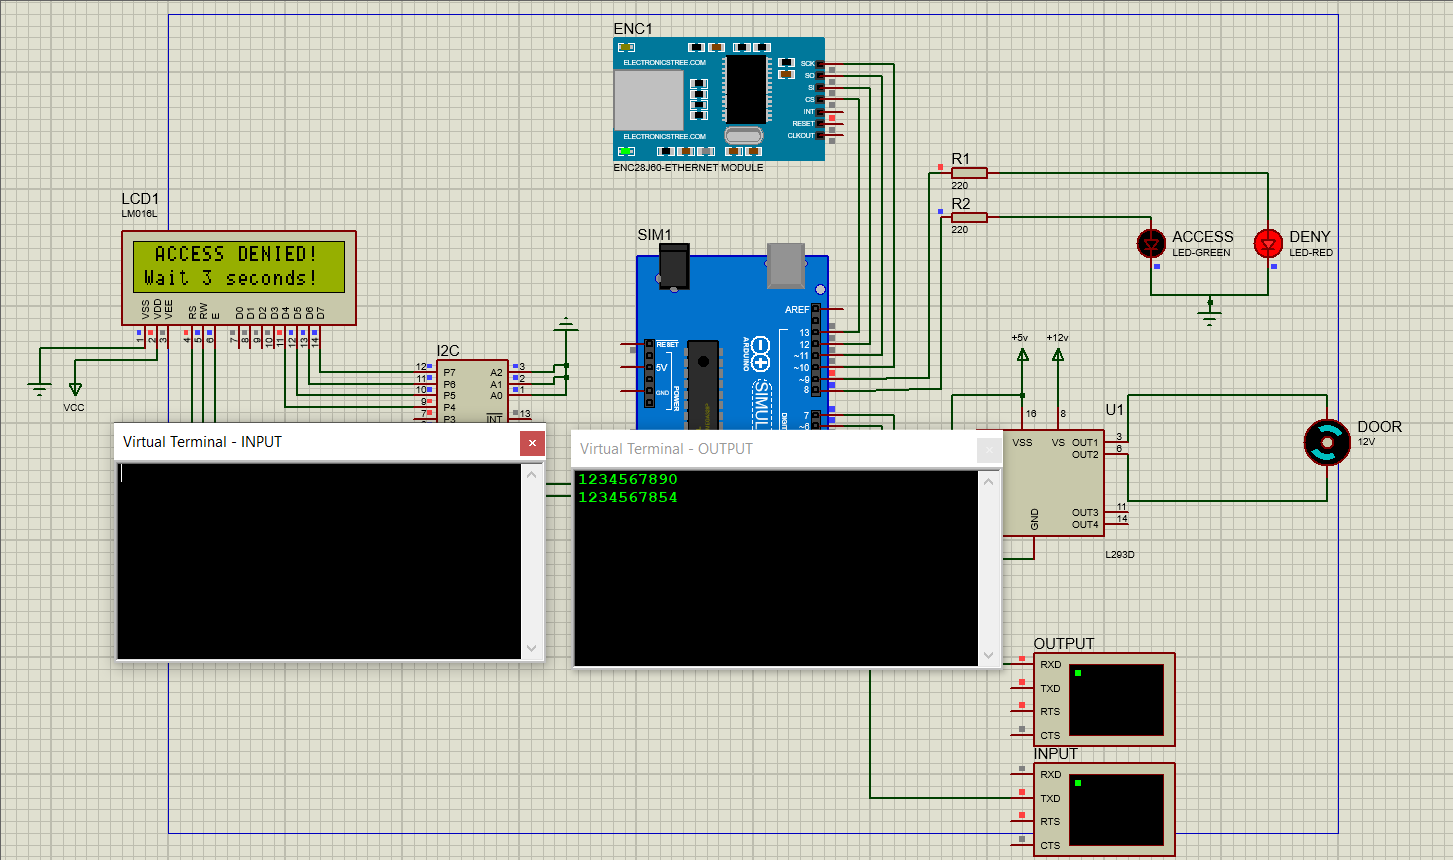 ENC1
ELECTRONICSTREE.COM
SCK
SO
SI
CS
INT
RESET
CLKOUT
ELECTRONICSTREE.COM
ENC28J60-ETHERNET MODULE
R1
220
R2
220
ACCESS
LED-GREEN
DENY
LED-RED
LCD1
LM016L
ACCESS DENIED!
Wait 3 seconds!
VSS
VDD
VEE
RS
RW
E
D0
D1
D2
D3
D4
D5
D6
D7
1
2
3
4
5
6
7
8
9
10
11
12
13
14
VCC
I2C
12 P7 A2 3
11 P6 A1 2
10 P5 A0 1
9 P4
7 P3 INT 13
SIM1
AREF
13
12
~11
~10
~9
8
7
~6
RESET
5V
GND
POWER
ARDUINO
SIMUL
DIGIT
+5v
+12v
16
8
U1
VSS
VS
OUT1 3
OUT2 6
GND
OUT3 11
OUT4 14
L293D
DOOR
12V
Virtual Terminal - INPUT
Virtual Terminal - OUTPUT
1234567890
1234567854
OUTPUT
RXD
TXD
RTS
CTS
INPUT
RXD
TXD
RTS
CTS